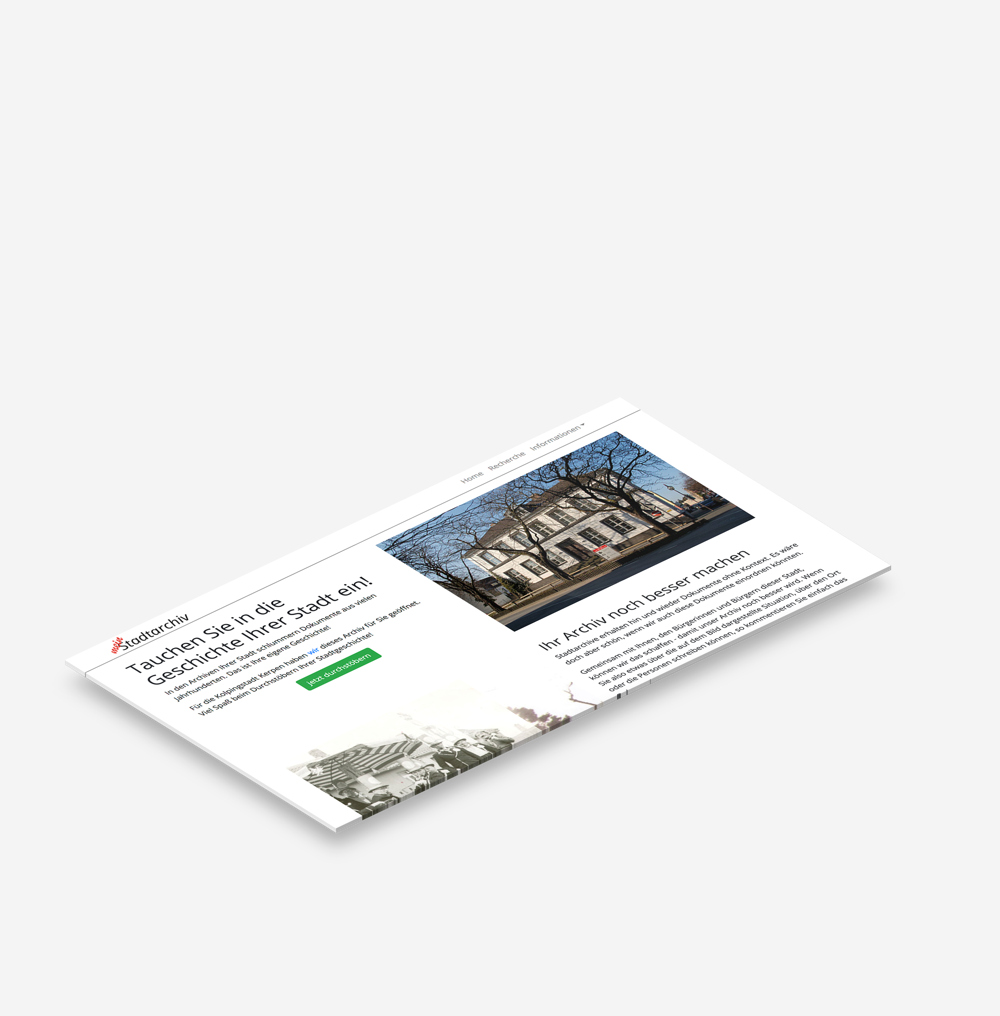 mein
Stadtarchiv
Home Recherche Informationen
Tauchen Sie in die
Geschichte Ihrer Stadt ein!
In den Archiven Ihrer Stadt schlummern Dokumente aus vielen
Jahrhunderten. Das ist Ihre eigene Geschichte!
Für die Kolpingstadt Kerpen haben wir dieses Archiv für Sie geöffnet.
Viel Spaß beim Durchstöbern Ihrer Stadtgeschichte!
jetzt durchstöbern
Ihr Archiv noch besser machen
Stadtarchive erhalten hin und wieder Dokumente ohne Kontext. Es wäre
doch aber schön, wenn wir auch diese Dokumente einordnen könnten.
Gemeinsam mit Ihnen, den Bürgerinnen und Bürgern dieser Stadt,
können wir das schaffen - damit unser Archiv noch besser wird. Wenn
Sie also etwas über die auf dem Bild dargestellte Situation, über den Ort
oder die Personen schreiben können, so kommentieren Sie einfach das